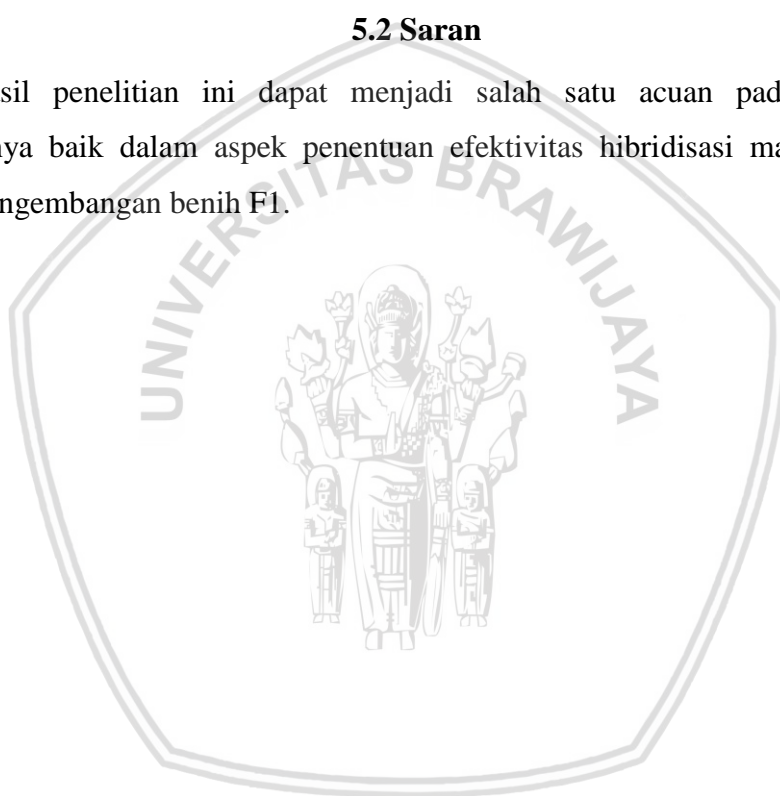 5.2 Saran
sil penelitian ini dapat menjadi salah satu acuan pad
nya baik dalam aspek penentuan efektivitas hibridisasi ma
ngembangan benih F1.
UNIVERSITAS BRAWIJAYA